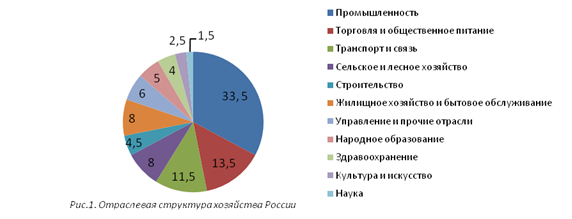 2,5
1,5
4
5
6
8
4,5
8
11,5
13,5
33, 5
Промышленность
Торговля и общественное питание
Транспорт и связь
Сельское и лесное хозяйство
Строительство
Жилищное хозяйство и бытовое обслуживание
Управление и прочие отрасли
Народное образование
Здравоохранение
Культура и искусство
Наука
Рис.1. Отраслевая структура хозяйства России